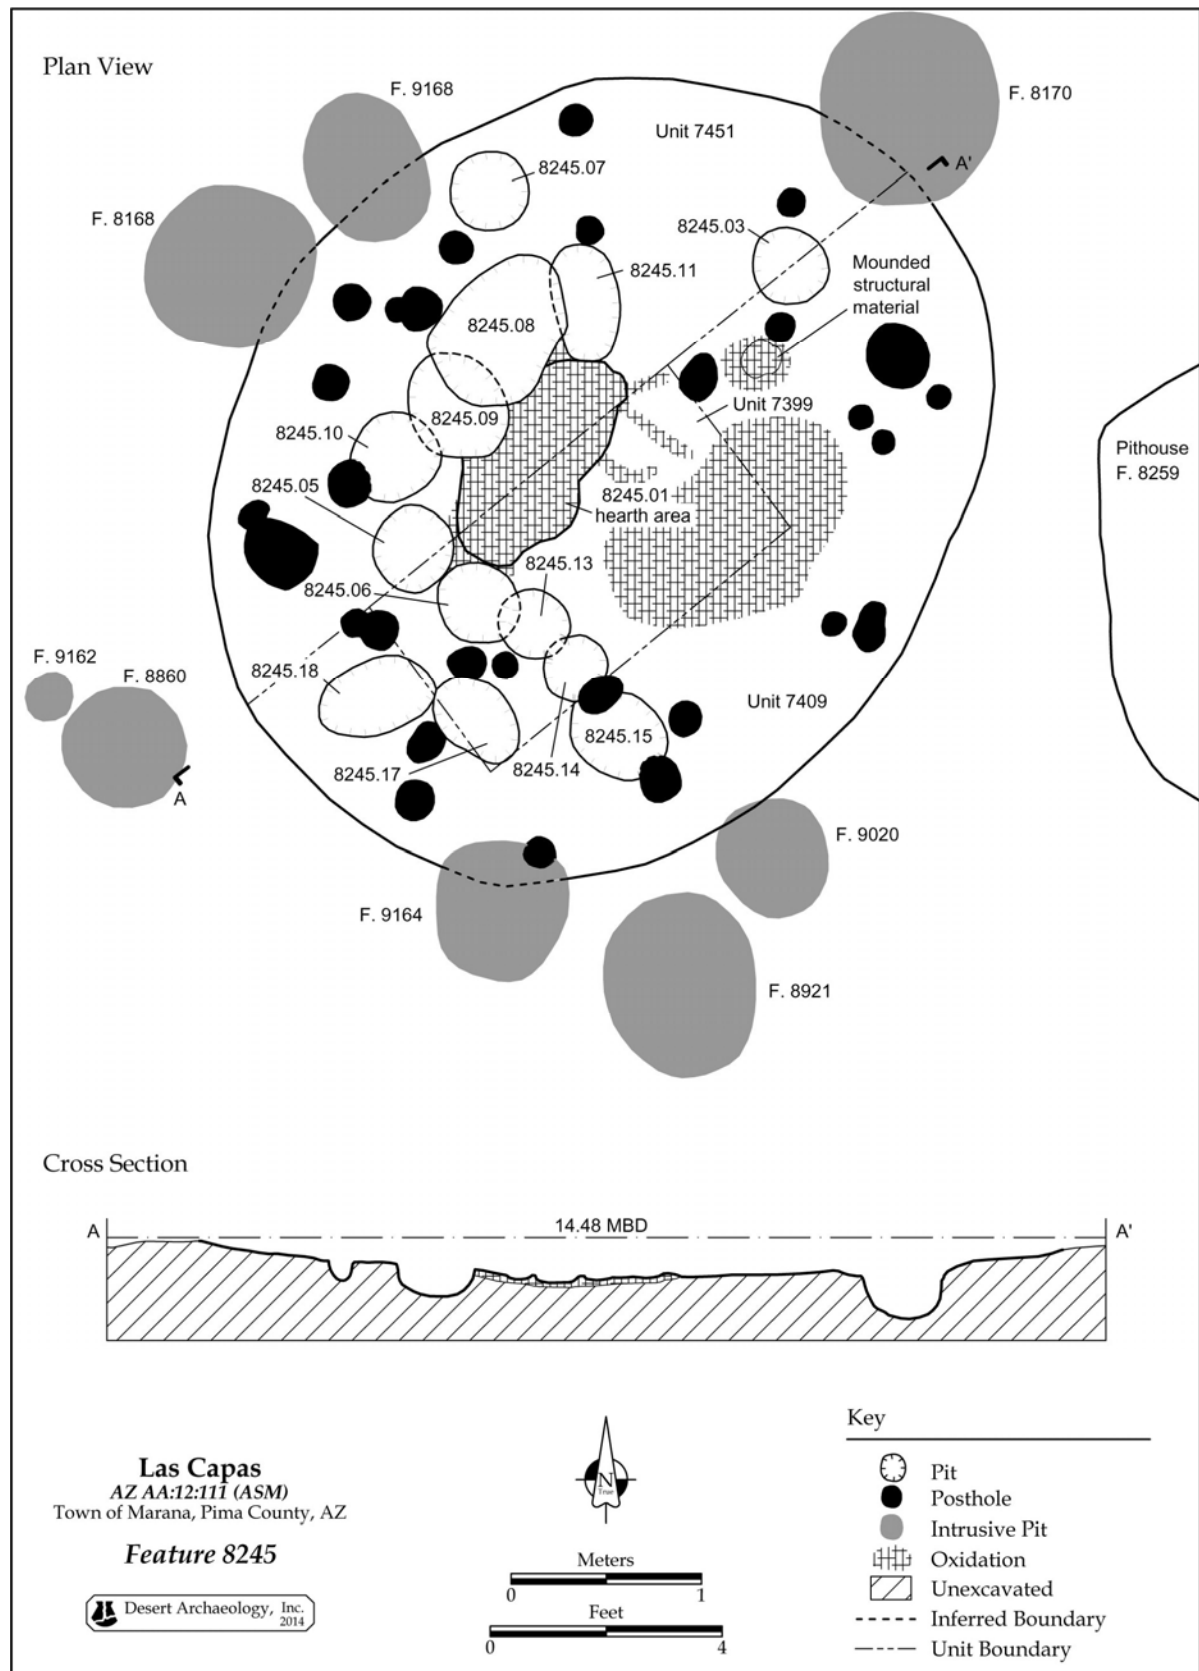 Plan View
F. 9168
F. 8170
Unit 7451
A'
8245.07
F. 8168
8245.03
8245.11
Mounded
structural
material
8245.08
Unit 7399
8245.09
8245.10
Pithouse
F. 8259
8245.05
8245.01
hearth area
8245.13
8245.06
F. 9162
F. 8860
8245.18
Unit 7409
8245.15
8245.14
8245.17
A
F. 9020
F. 9164
F. 8921
Cross Section
A
14.48 MBD
A'
Las Capas
AZ AA:12:111 (ASM)
Town of Marana, Pima County, AZ
Feature 8245
Desert Archaeology, Inc.
2014
N
True
Meters
0 1
Feet
0 4
Key
Pit
Posthole
Intrusive Pit
Oxidation
Unexcavated
Inferred Boundary
Unit Boundary